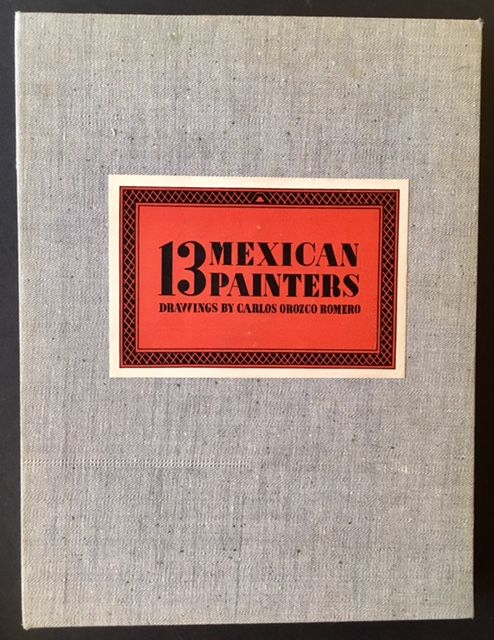 13 MEXICAN
PAINTERS
DRAWINGS BY CARLOS OROZCO ROMERO